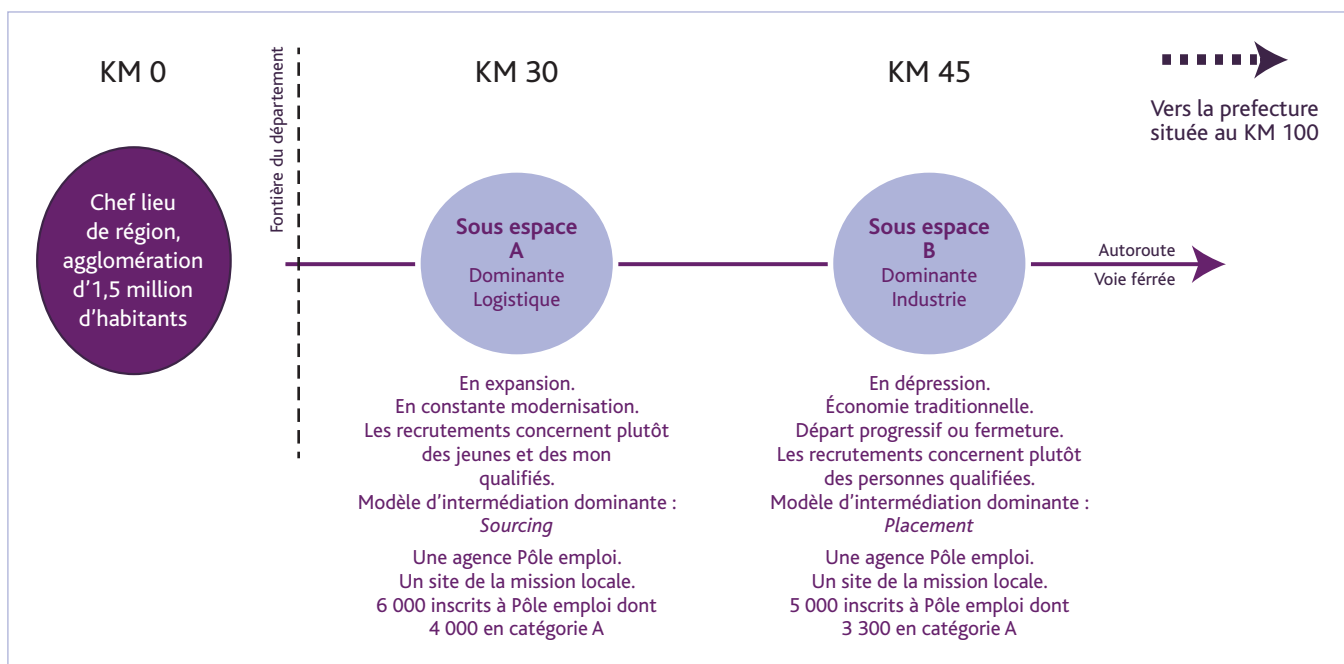 KM 0
Fontière du département
KM 30
KM 45
Vers la prefecture
située au KM 100
Chef lieu
de région,
agglomération
d'1,5 million
d'habitants
Sous espace
A
Dominante
Logistique
Sous espace
B
Dominante
Industrie
Autoroute
Voie férrée
En expansion.
En constante modernisation.
Les recrutements concernent plutôt
des jeunes et des mon
qualifiés.
Modèle d'intermédiation dominante :
Sourcing
Une agence Pôle emploi.
Un site de la mission locale.
6 000 inscrits à Pôle emploi dont
4 000 en catégorie A
En dépression.
Économie traditionnelle.
Départ progressif ou fermeture.
Les recrutements concernent plutôt
des personnes qualifiées.
Modèle d'intermédiation dominante :
Placement
Une agence Pôle emploi.
Un site de la mission locale.
5 000 inscrits à Pôle emploi dont
3 300 en catégorie A